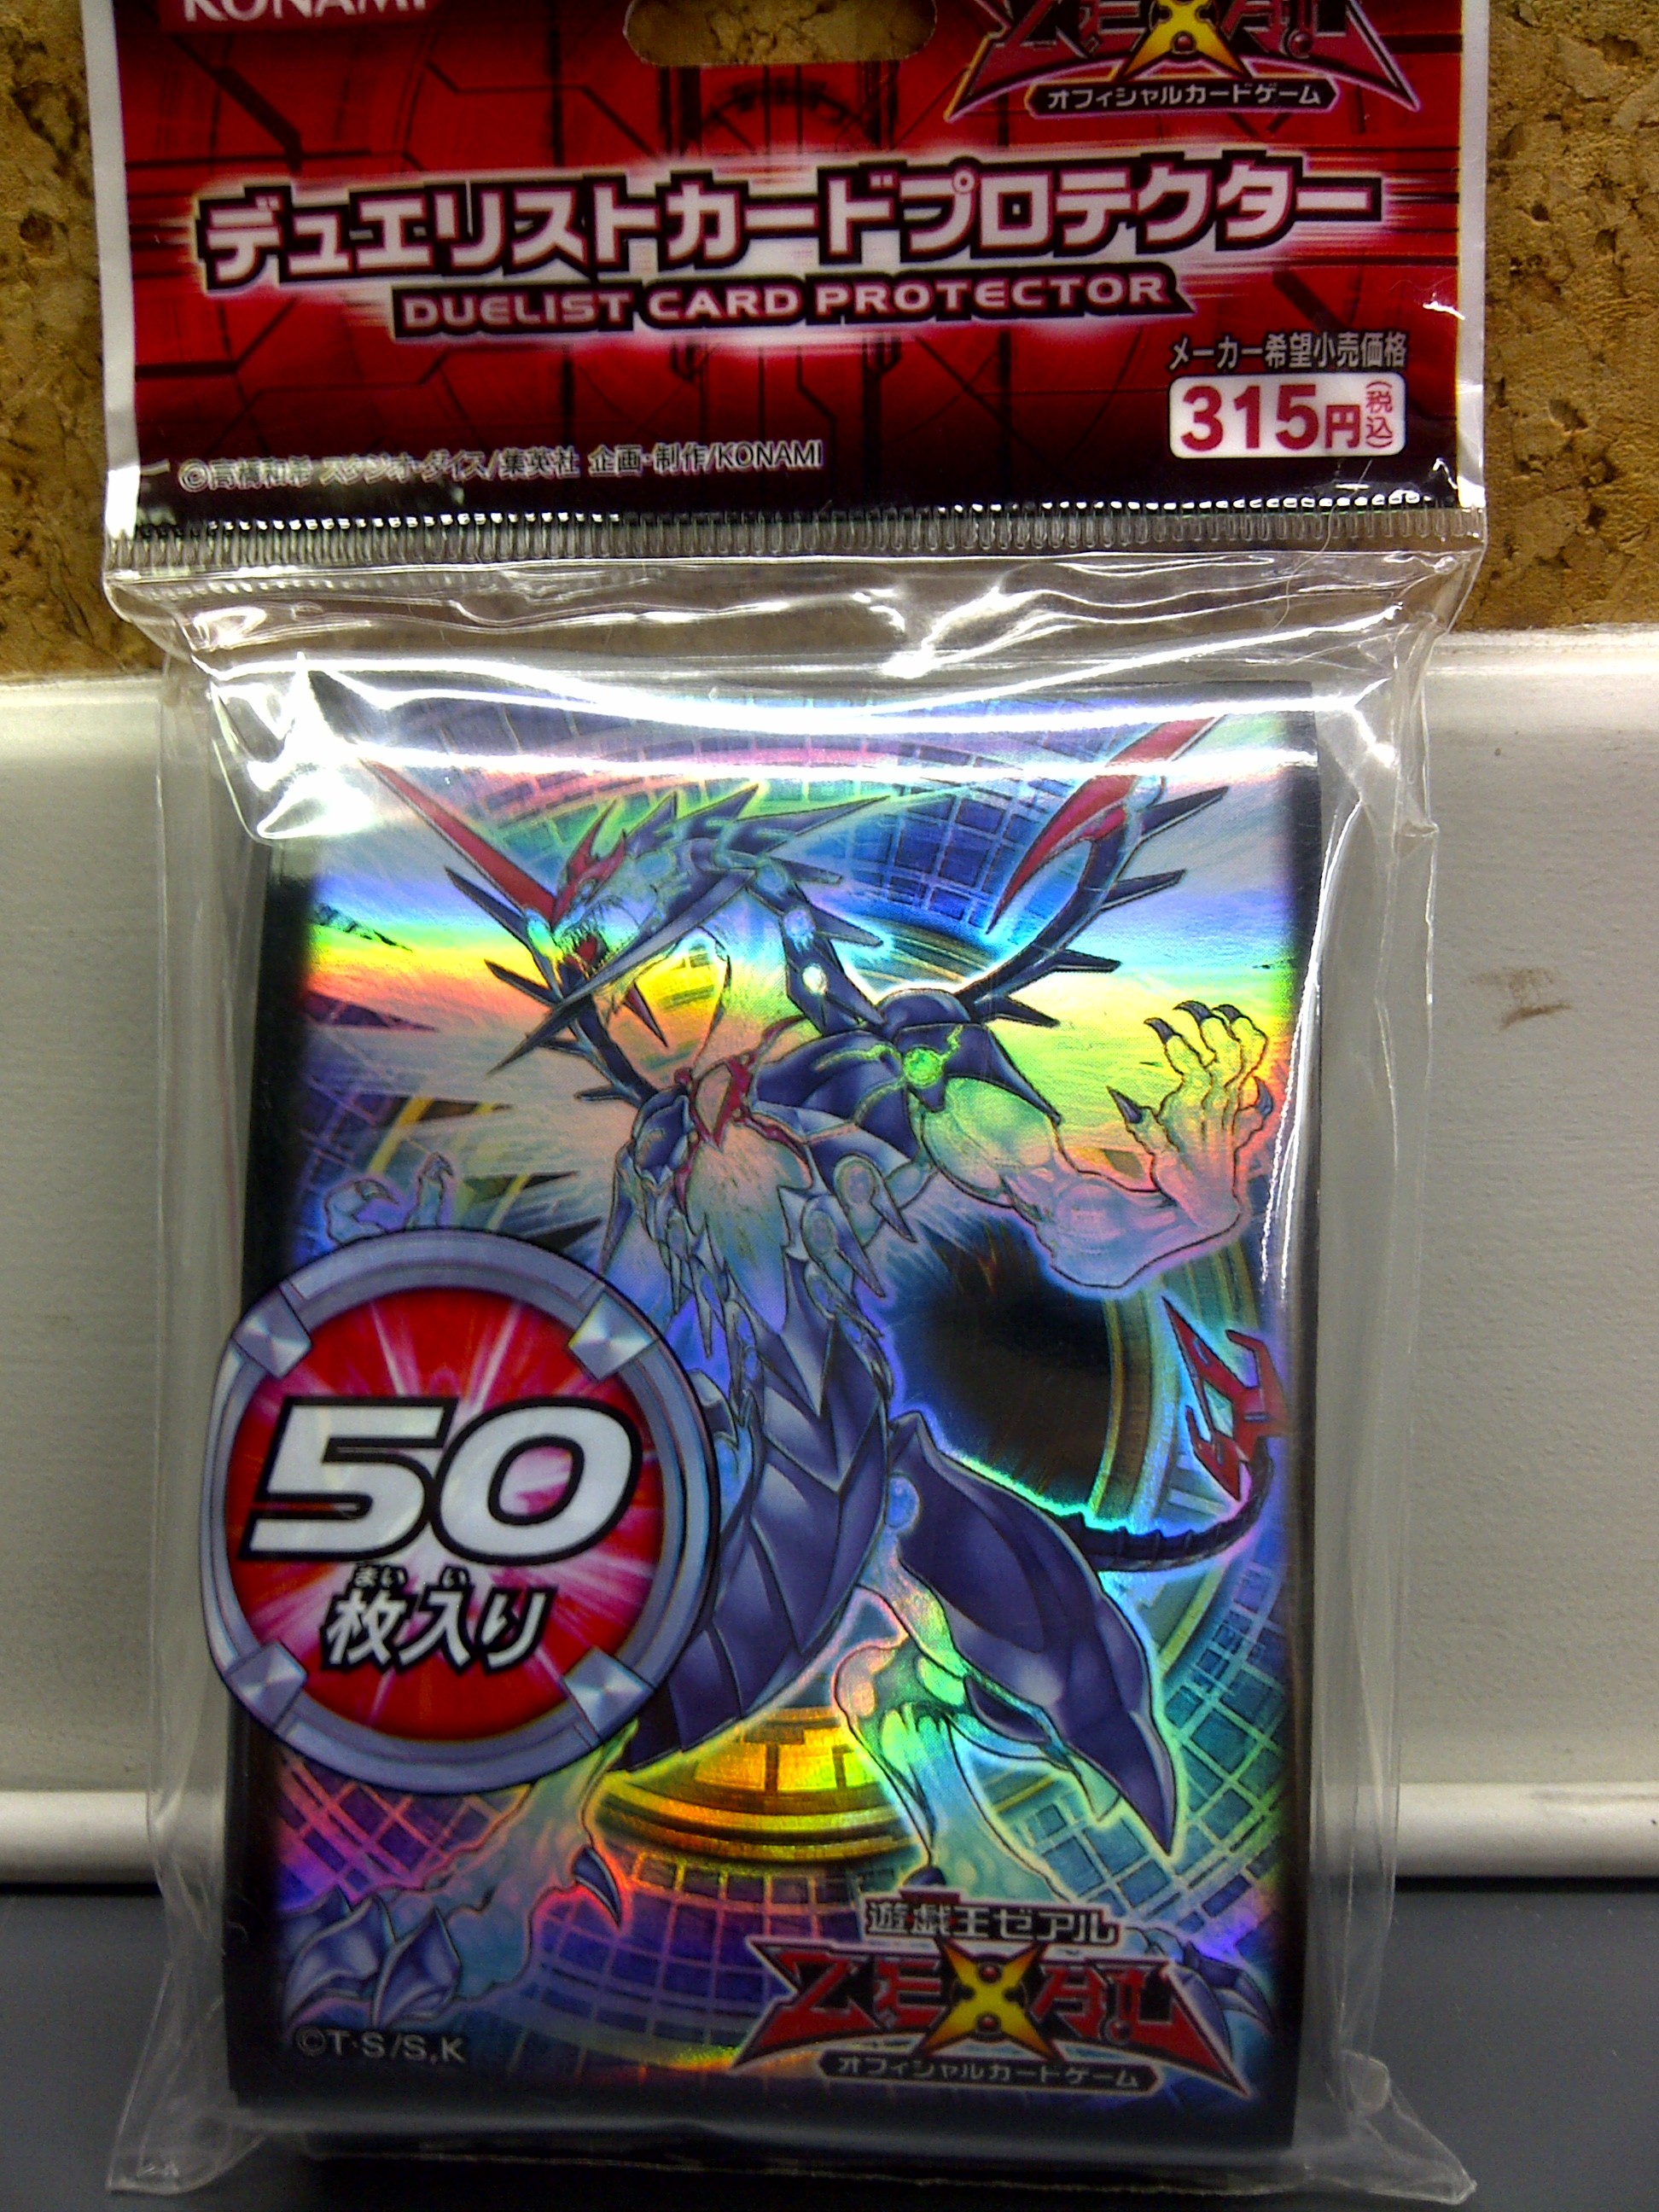 KONAMI
ZEXAL
オフィシャルカードゲーム
デュエリストカードプロテクター
DUELIST CARD PROTECTOR
メーカー希望小売価格
315円(税込)
©高橋和希 スタジオ・ダイス/集英社 企画・制作/KONAMI
50
まい い
枚入り
遊戯王ゼアル
ZEXAL
オフィシャルカードゲーム
©T·S/S.K